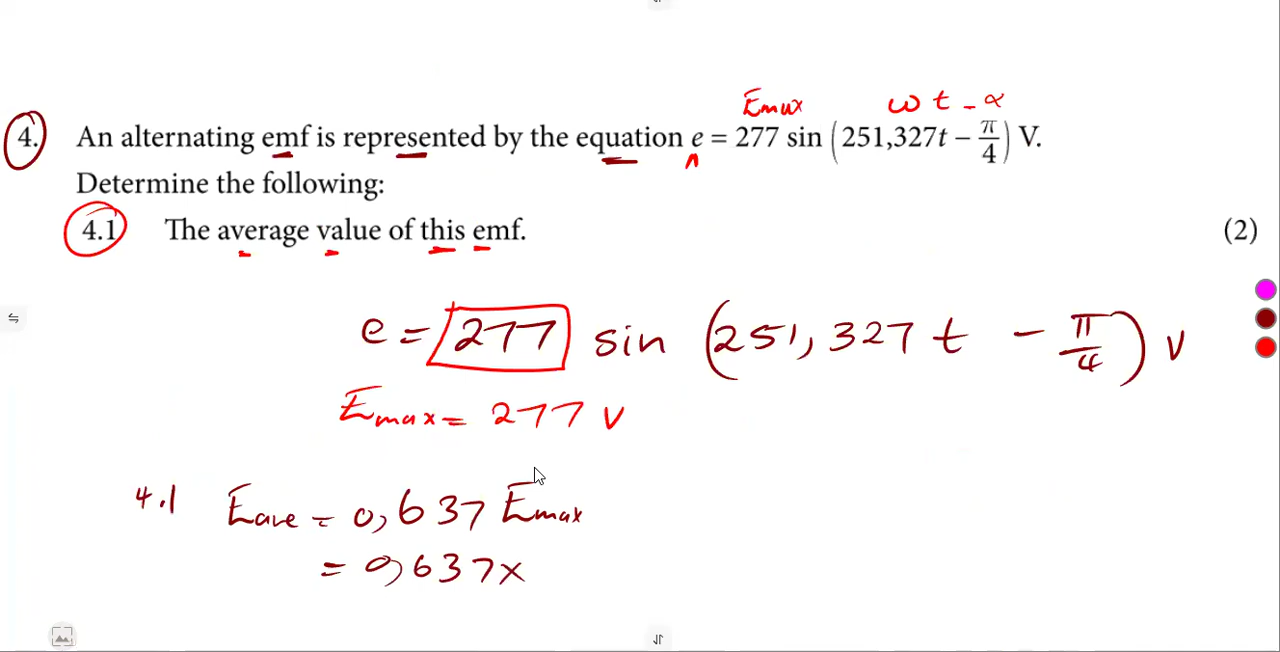 Emax ωt - α
4. An alternating emf is represented by the equation e = 277 sin (251,327t − π/4) V.
Determine the following:
4.1 The average value of this emf. (2)
e = 277 sin (251,327 t - π/4) V
Emax = 277 V
4.1 Eave = 0,637 Emax
= 0,637 x